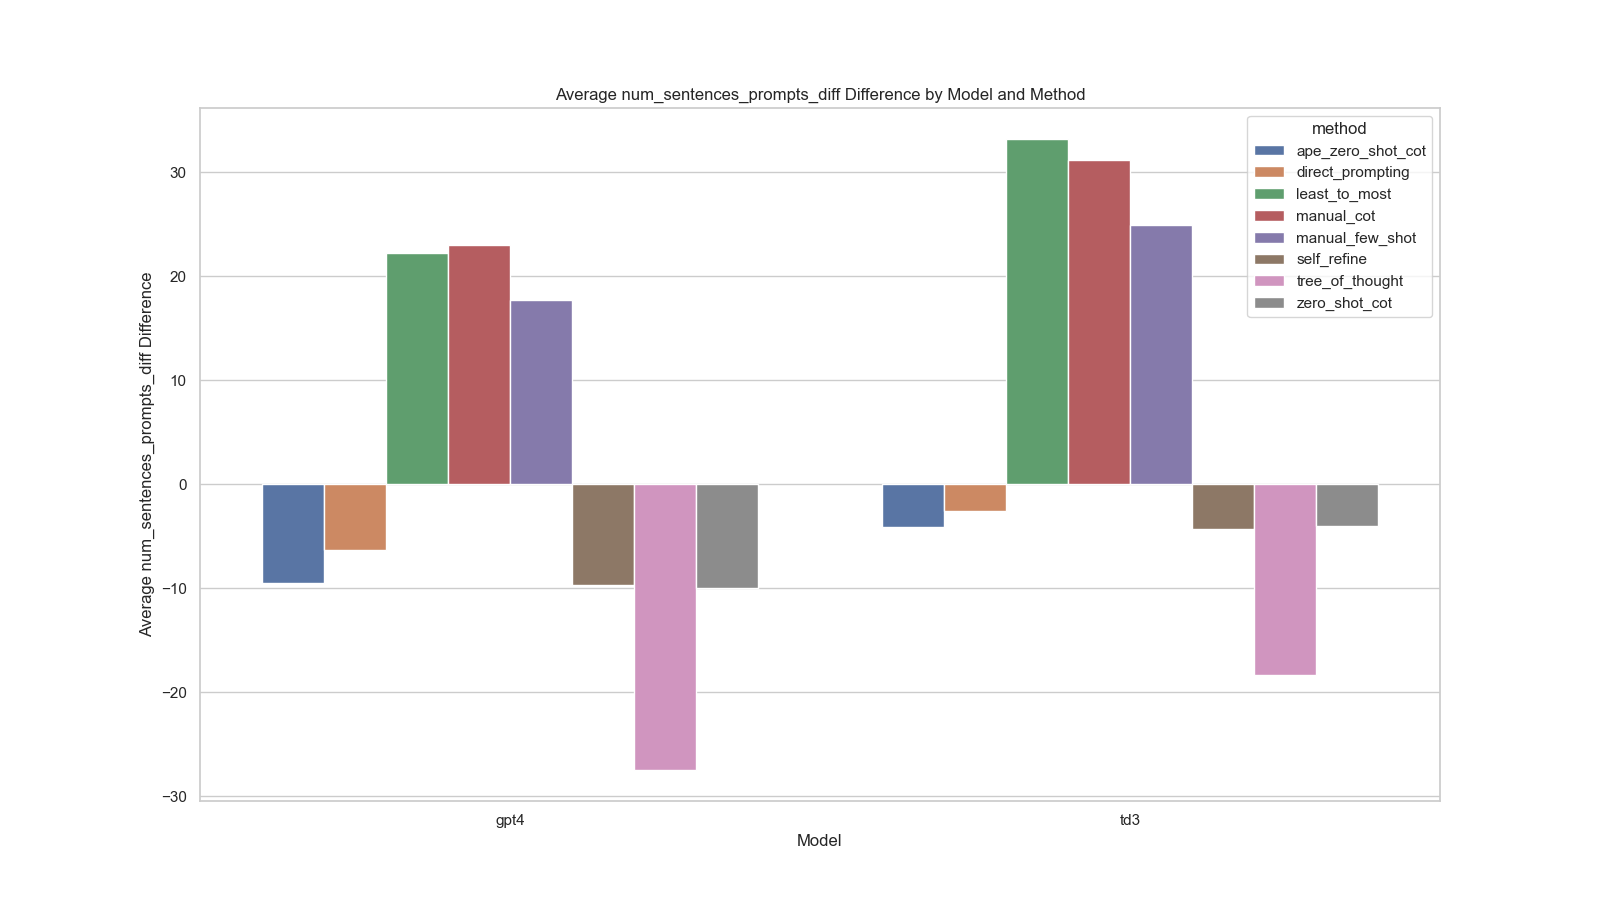 Average num_sentences_prompts_diff Difference by Model and Method
Average num_sentences_prompts_diff Difference
30
20
10
0
−10
−20
−30
method
ape_zero_shot_cot
direct_prompting
least_to_most
manual_cot
manual_few_shot
self_refine
tree_of_thought
zero_shot_cot
gpt4
td3
Model